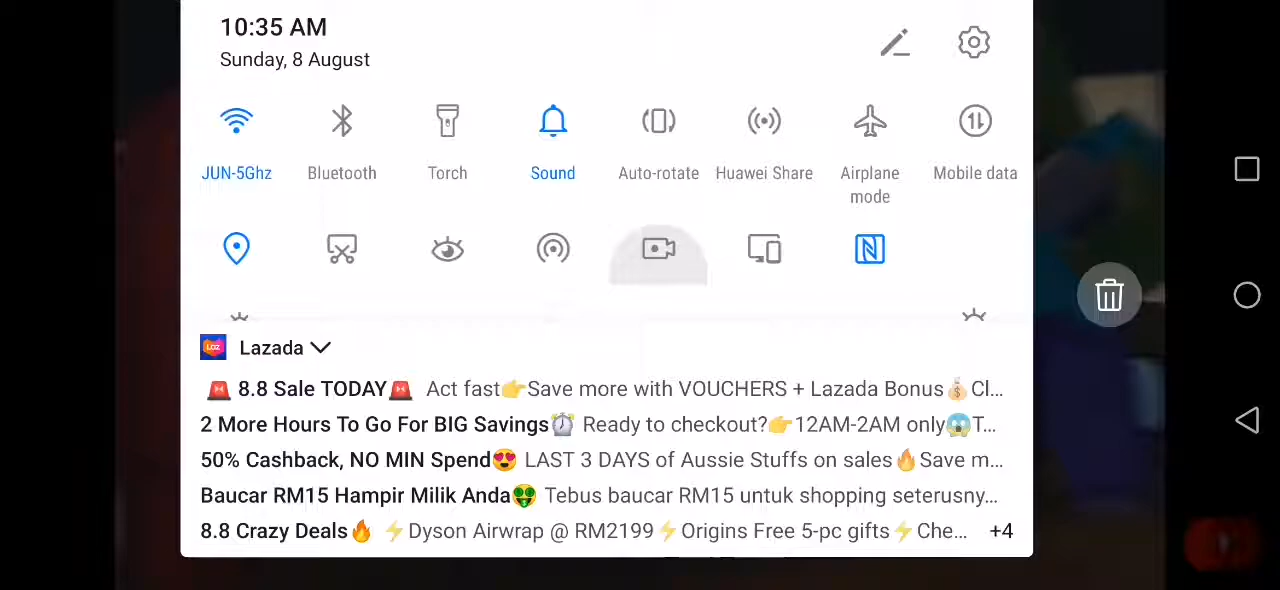 10:35 AM
Sunday, 8 August
JUN-5Ghz
Bluetooth
Torch
Sound
Auto-rotate
Huawei Share
Airplane mode
Mobile data
Lazada
🚨 8.8 Sale TODAY🚨 Act fast👉Save more with VOUCHERS + Lazada Bonus💰Cl...
2 More Hours To Go For BIG Savings⏰ Ready to checkout?👉12AM-2AM only😱T...
50% Cashback, NO MIN Spend😍 LAST 3 DAYS of Aussie Stuffs on sales🔥Save m...
Baucar RM15 Hampir Milik Anda🤑 Tebus baucar RM15 untuk shopping seterusny...
8.8 Crazy Deals🔥 ⚡Dyson Airwrap @ RM2199⚡Origins Free 5-pc gifts⚡Che... +4